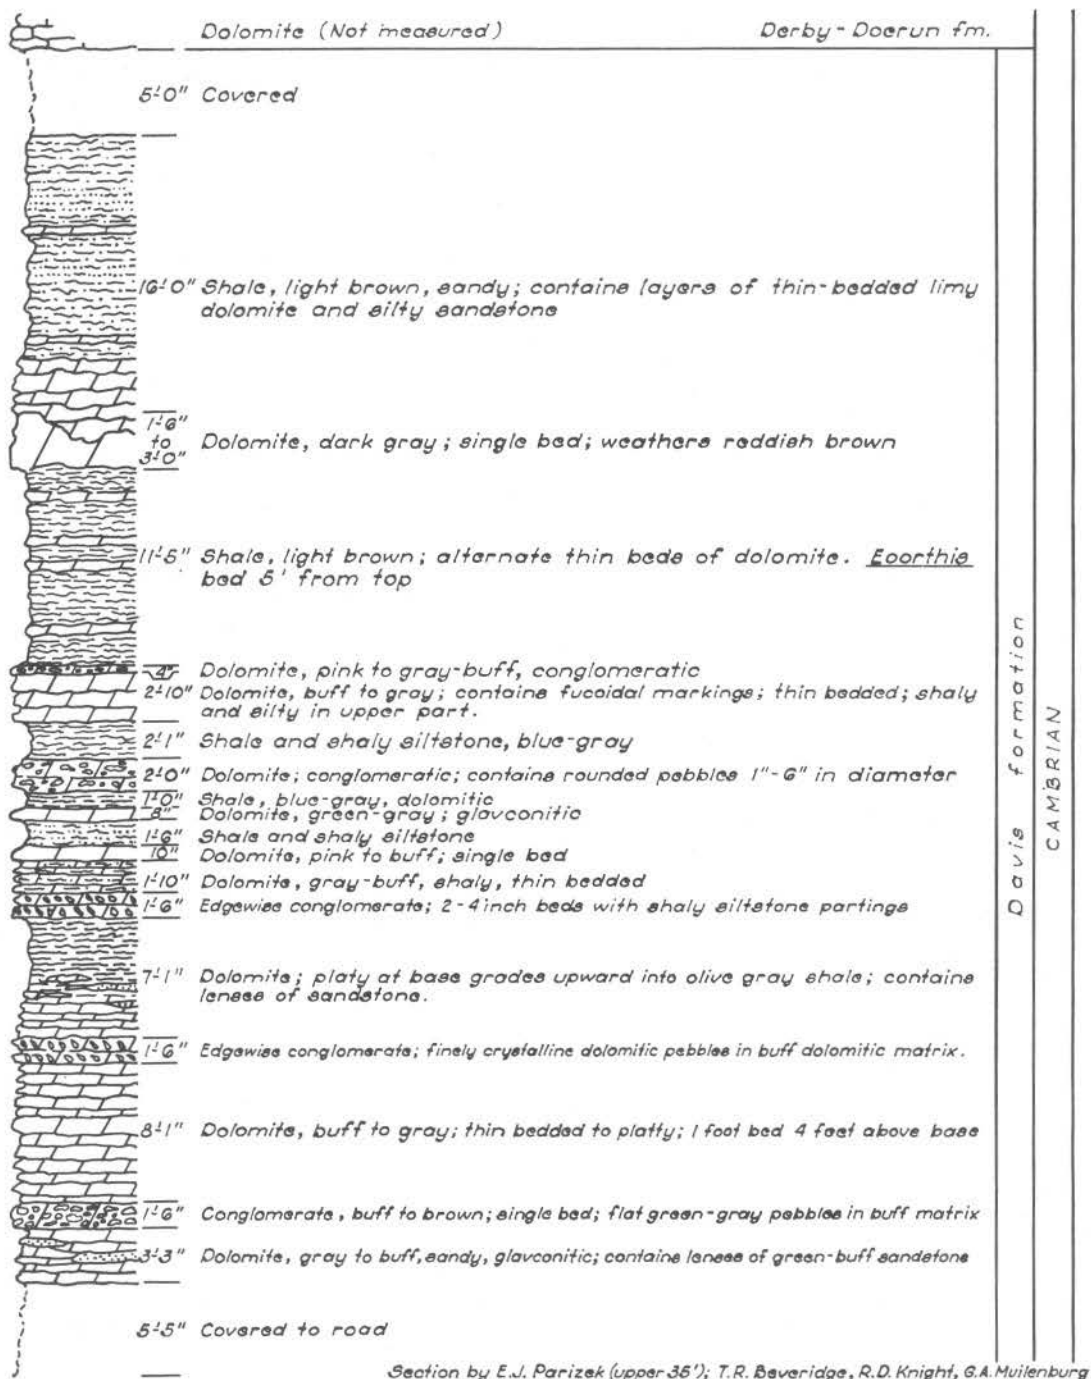 Dolomite (Not measured) Derby-Doerun fm.
5'-0" Covered
16'-0" Shale, light brown, sandy; contains layers of thin-bedded limy
dolomite and silty sandstone
1'-6"
to
3'-0"
Dolomite, dark gray; single bed; weathers reddish brown
11'-5" Shale, light brown; alternate thin beds of dolomite. Eoorthis
bed 5' from top
4" Dolomite, pink to gray-buff, conglomeratic
2'-10" Dolomite, buff to gray; contains fucoidal markings; thin bedded; shaly
and silty in upper part.
2'-1" Shale and shaly siltstone, blue-gray
2'-0" Dolomite; conglomeratic; contains rounded pebbles 1"-6" in diameter
1'-0" Shale, blue-gray, dolomitic
8" Dolomite, green-gray; glavconitic
1'-6" Shale and shaly siltstone
10" Dolomite, pink to buff; single bed
1'-10" Dolomite, gray-buff, shaly, thin bedded
1'-6" Edgewise conglomerate; 2-4 inch beds with shaly siltstone partings
7'-1" Dolomite; platy at base grades upward into olive gray shale; contains
lenses of sandstone.
1'-6" Edgewise conglomerate; finely crystalline dolomitic pebbles in buff dolomitic matrix.
8'-1" Dolomite, buff to gray; thin bedded to platty; 1 foot bed 4 feet above base
1'-6" Conglomerate, buff to brown; single bed; flat green-gray pebbles in buff matrix
3'-3" Dolomite, gray to buff, sandy, glavconitic; contains lenses of green-buff sandstone
5'-5" Covered to road
Davis formation
CAMBRIAN
Section by E.J. Parizek (upper 35'); T.R. Beveridge, R.D. Knight, G.A. Muilenburg